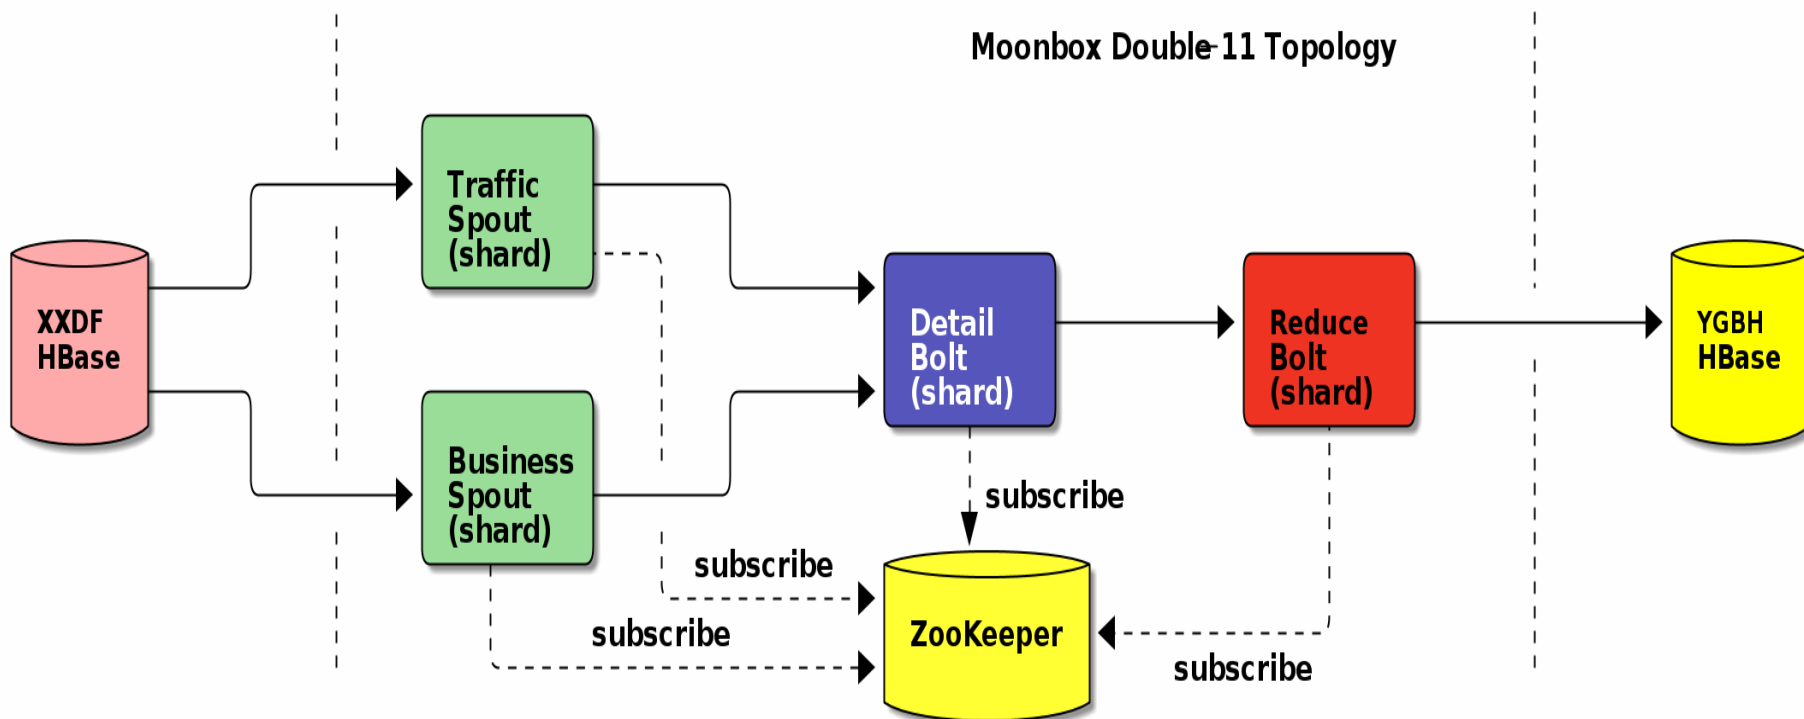 Moonbox Double-11 Topology
Traffic
Spout
(shard)
XXDF
HBase
Detail
Bolt
(shard)
Reduce
Bolt
(shard)
YGBH
HBase
Business
Spout
(shard)
subscribe
subscribe
subscribe
ZooKeeper
subscribe